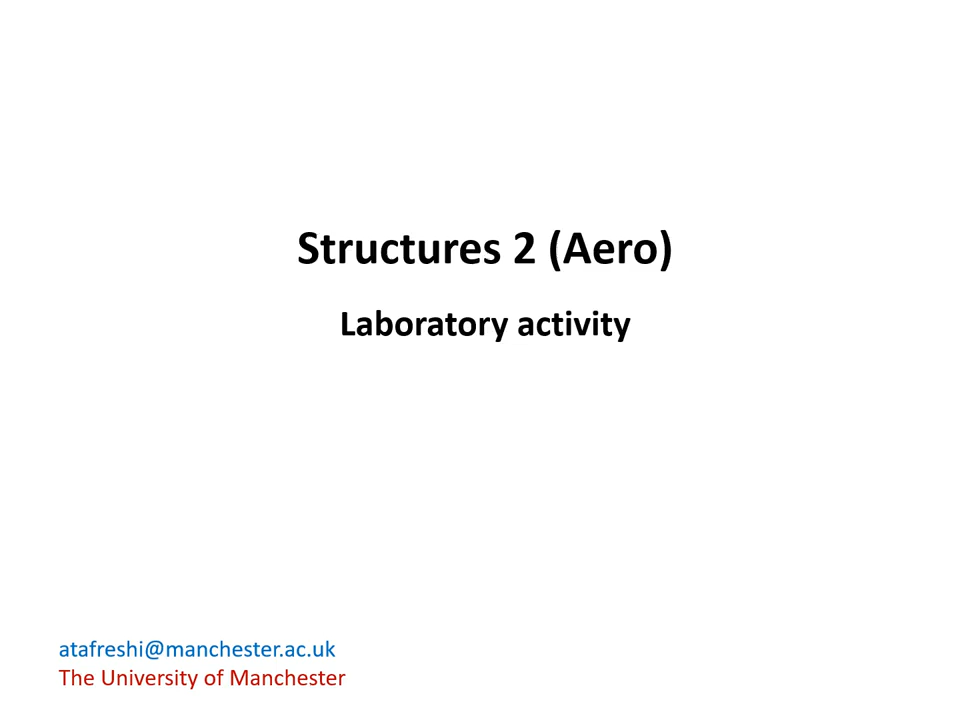 Structures 2 (Aero)
Laboratory activity
atafreshi@manchester.ac.uk
The University of Manchester